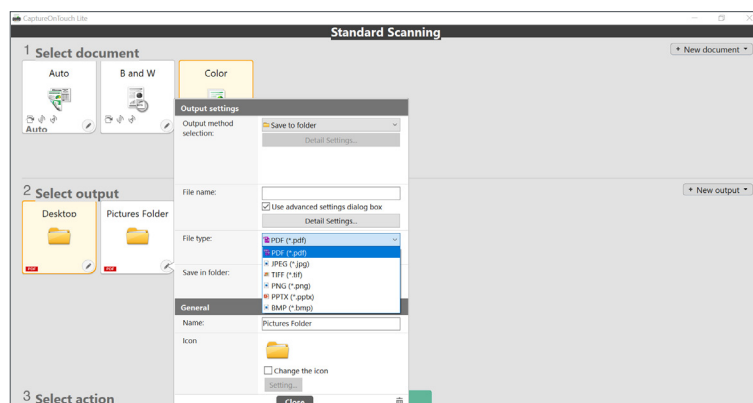 CaptureOnTouch Lite
Standard Scanning
1 Select document
+ New document
Auto
B and W
Color
Auto
Output settings
Output method selection:
Save to folder
Detail Settings...
2 Select output
+ New output
Desktop
Pictures Folder
PDF
PDF
File name:
Use advanced settings dialog box
Detail Settings...
File type:
PDF (*.pdf)
PDF (*.pdf)
JPEG (*.jpg)
TIFF (*.tif)
PNG (*.png)
PPTX (*.pptx)
BMP (*.bmp)
Save in folder:
General
Name:
Pictures Folder
Icon
Change the icon
Setting...
3 Select action
Close